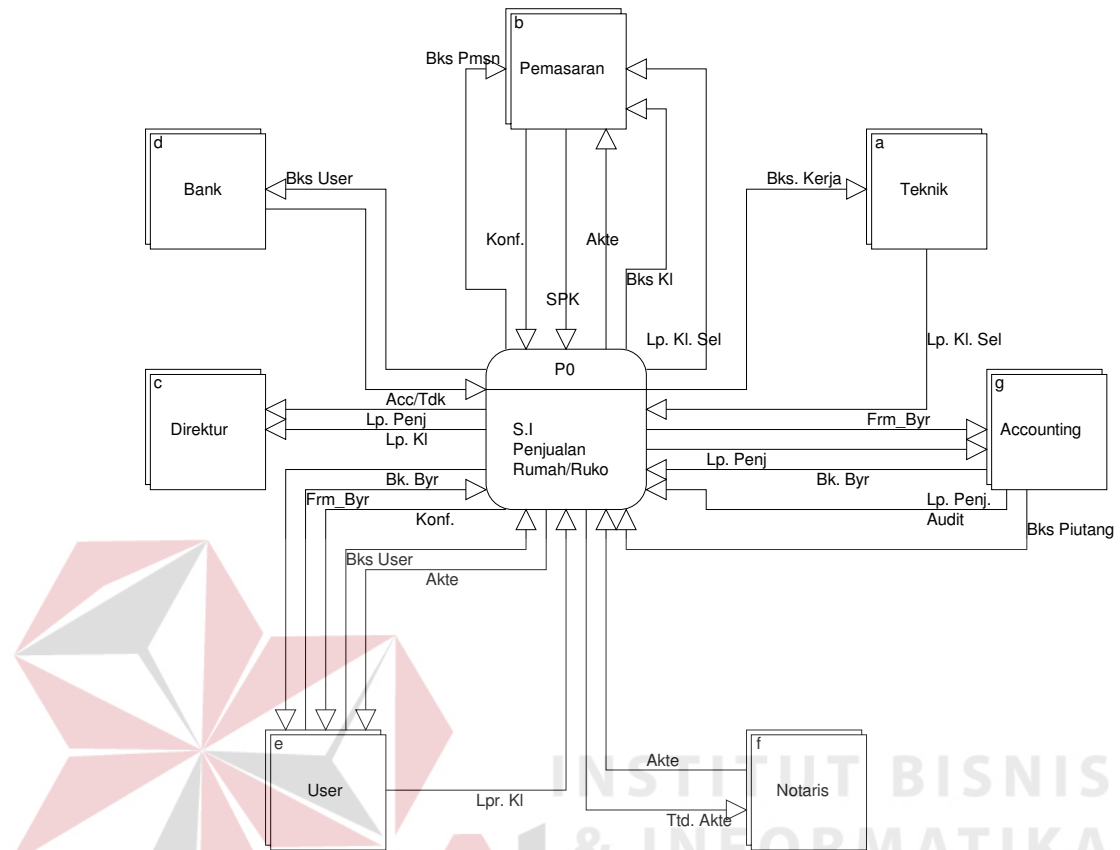 b
Pemasaran
Bks Pmsn
d
Bank
a
Teknik
Bks User
Bks. Kerja
Konf.
Akte
Bks Kl
SPK
Lp. Kl. Sel
Lp. Kl. Sel
P0
c
Direktur
g
Accounting
Acc/Tdk
Lp. Penj
Lp. Kl
S.I
Penjualan
Rumah/Ruko
Frm_Byr
Lp. Penj
Bk. Byr
Bk. Byr
Frm_Byr
Konf.
Lp. Penj.
Audit
Bks Piutang
Bks User
Akte
e
User
f
Notaris
Akte
Lpr. Kl
Ttd. Akte
INSTITUT BISNIS
& INFORMATIKA